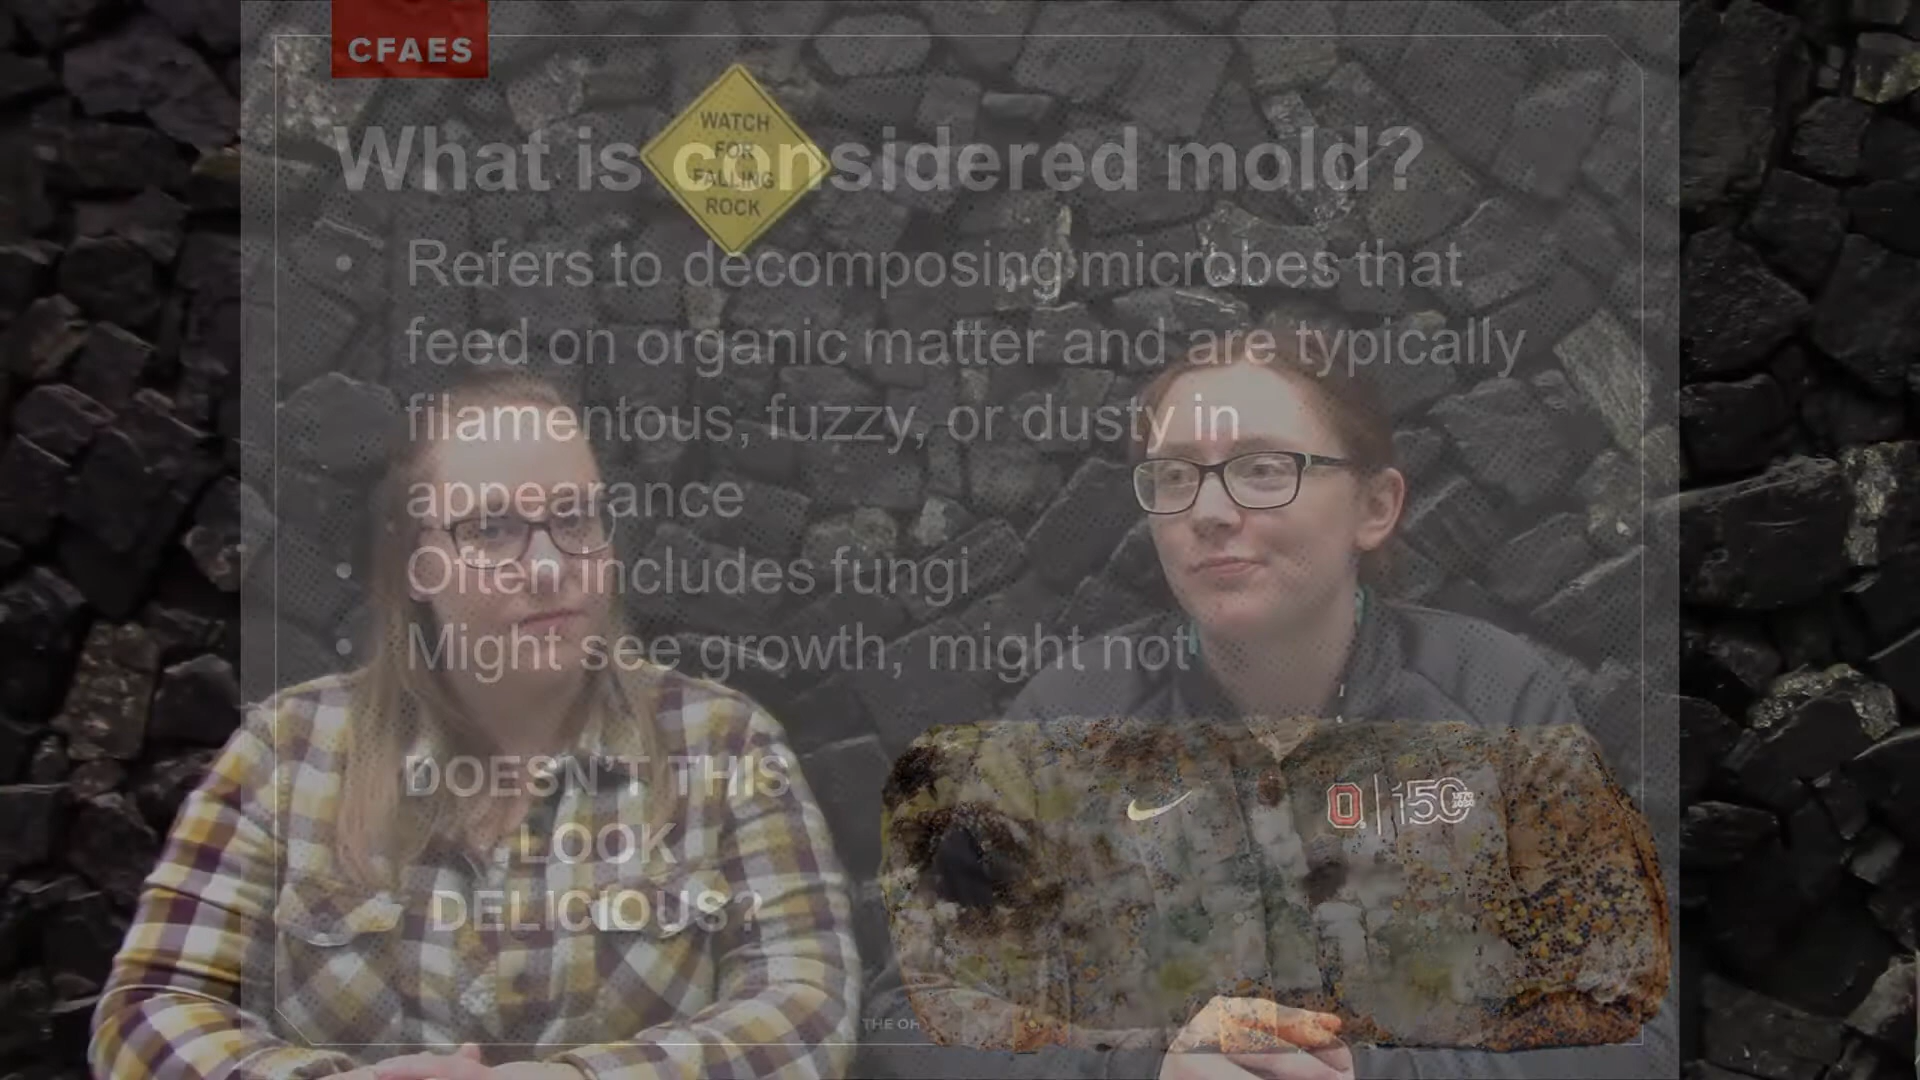 CFAES
WATCH
FOR
FALLING
ROCK
What is considered mold?
• Refers to decomposing microbes that
feed on organic matter and are typically
filamentous, fuzzy, or dusty in
appearance
• Often includes fungi
• Might see growth, might not
DOESN'T THIS
LOOK
DELICIOUS?
O 150
THE OH